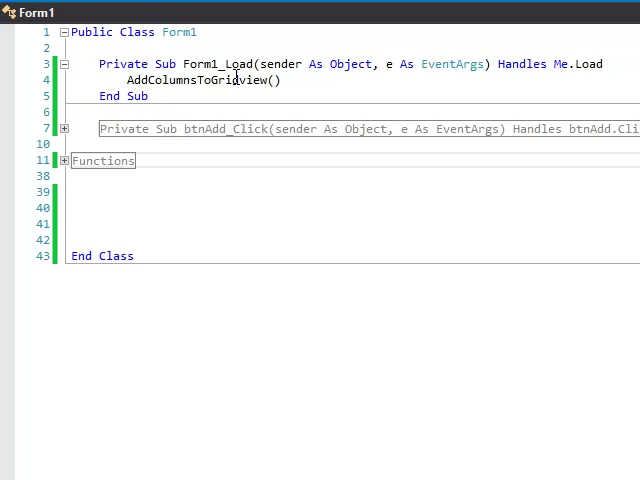 Form1
1 Public Class Form1
2
3 Private Sub Form1_Load(sender As Object, e As EventArgs) Handles Me.Load
4 AddColumnsToGridview()
5 End Sub
6
7 Private Sub btnAdd_Click(sender As Object, e As EventArgs) Handles btnAdd.Cli
10
11 Functions
38
39
40
41
42
43 End Class